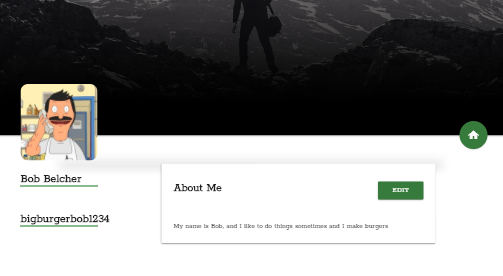 Bob Belcher
bigburgerbob1234
About Me
EDIT
My name is Bob, and I like to do things sometimes and I make burgers